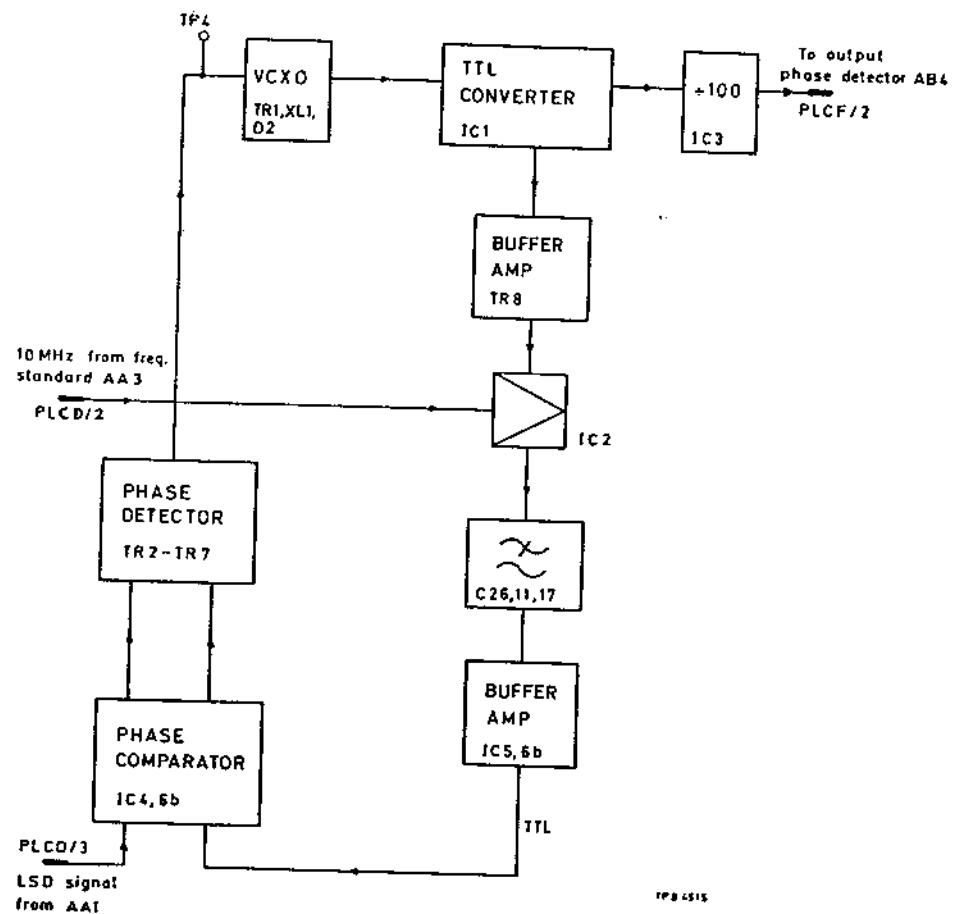 TP4
VCXO
TR1,XL1,
D2
TTL
CONVERTER
IC1
÷100
IC3
To output
phase detector AB4
PLCF/2
BUFFER
AMP
TR8
10MHz from freq.
standard AA3
PLCD/2
IC2
PHASE
DETECTOR
TR2-TR7
C26,11,17
BUFFER
AMP
IC5,6b
PHASE
COMPARATOR
IC4,6b
TTL
PLCD/3
LSD signal
from AA1